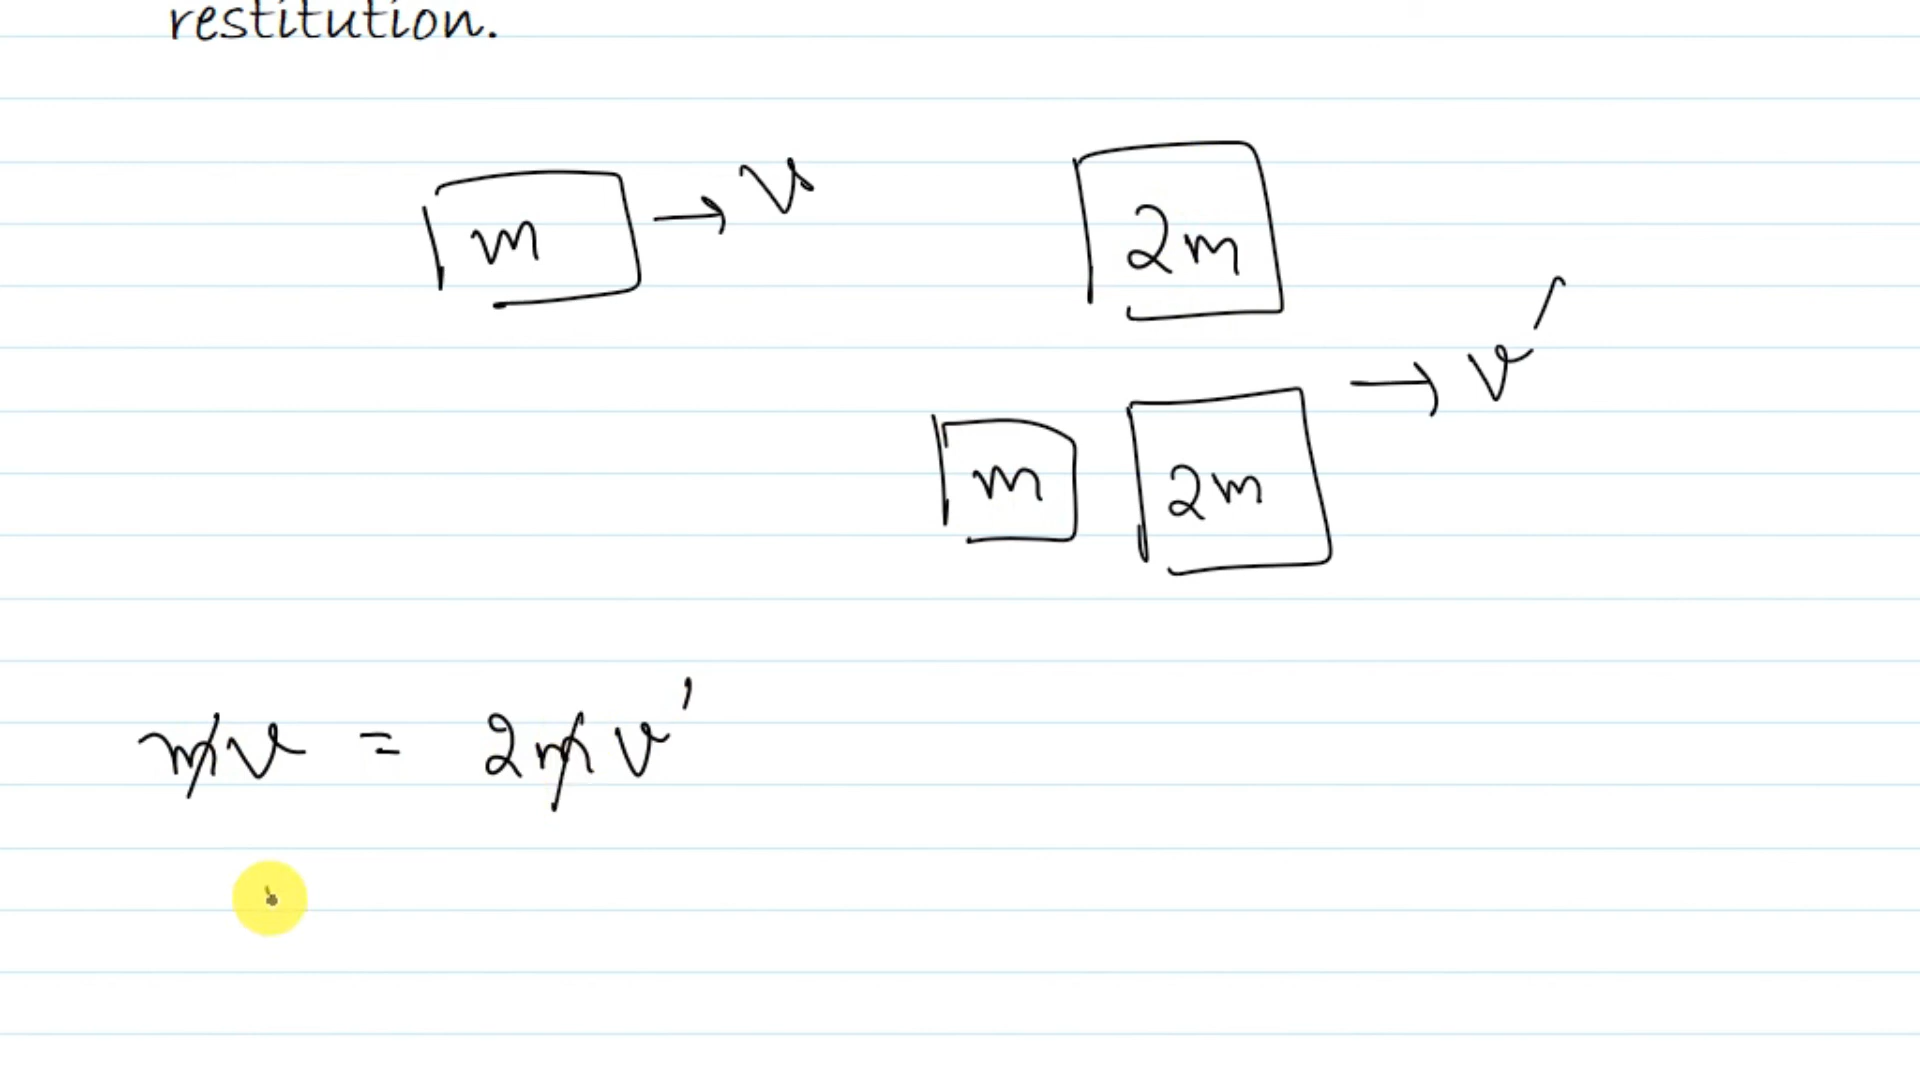 restitution.
m → v 2m
m 2m → v'
mv = 2mv'